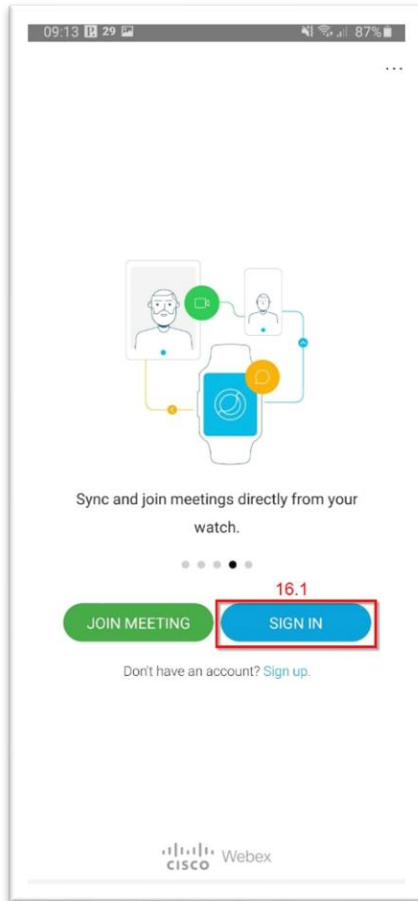 09:13 29 87%
...
Sync and join meetings directly from your
watch.
16.1
JOIN MEETING SIGN IN
Don't have an account? Sign up.
CISCO Webex